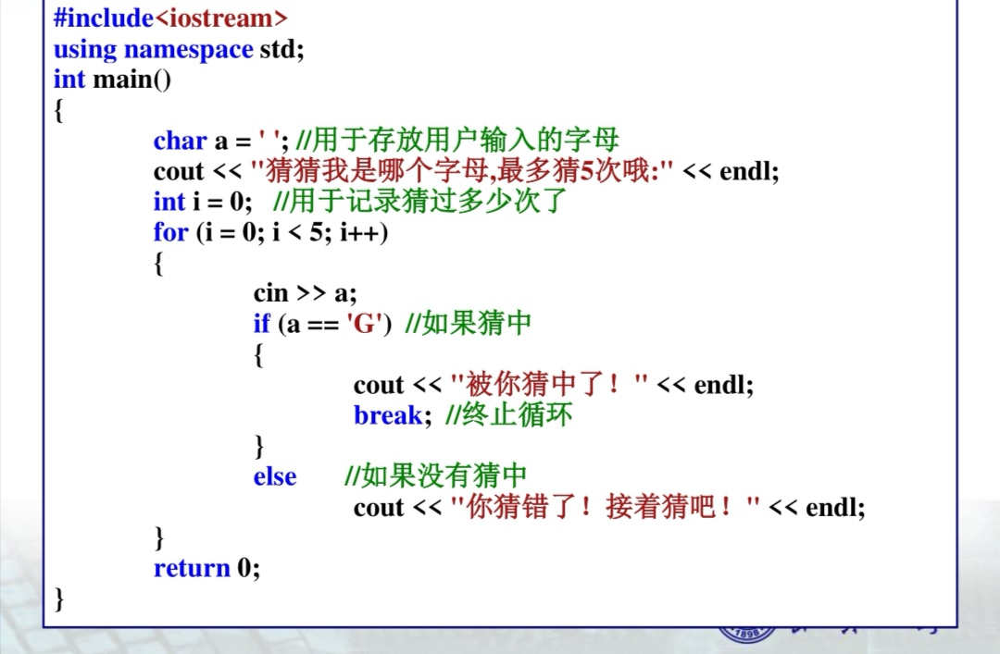 #include<iostream>
using namespace std;
int main()
{
char a = ' '; //用于存放用户输入的字母
cout << "猜猜我是哪个字母,最多猜5次哦:" << endl;
int i = 0; //用于记录猜过多少次了
for (i = 0; i < 5; i++)
{
cin >> a;
if (a == 'G') //如果猜中
{
cout << "被你猜中了！" << endl;
break; //终止循环
}
else //如果没有猜中
cout << "你猜错了！接着猜吧！" << endl;
}
return 0;
}
1898